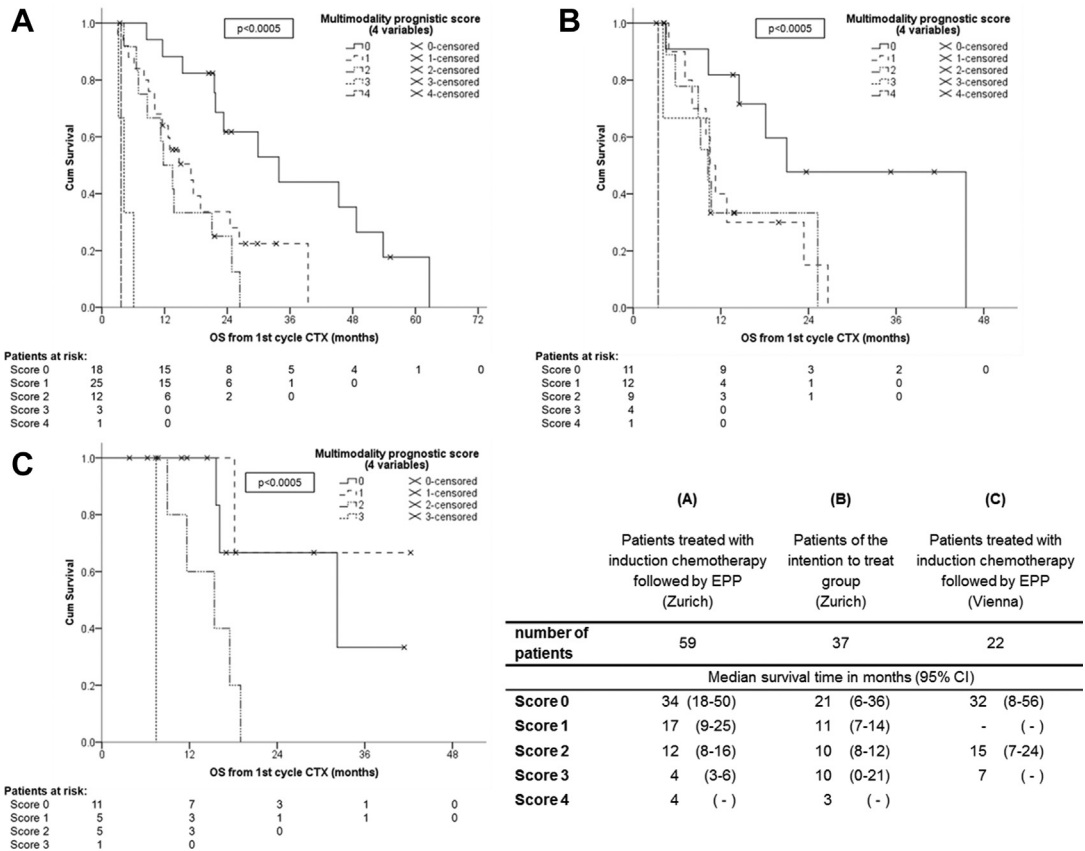 A
p<0.0005
Multimodality prognistic score
(4 variables)
0 0-censored
1 1-censored
2 2-censored
3 3-censored
4 4-censored
Cum Survival
1.0
0.8
0.6
0.4
0.2
0.0
0 12 24 36 48 60 72
OS from 1st cycle CTX (months)
Patients at risk:
Score 0 18 15 8 5 4 1 0
Score 1 25 15 6 1 0
Score 2 12 6 2 0
Score 3 3 0
Score 4 1 0
B
p<0.0005
Multimodality prognostic score
(4 variables)
0 0-censored
1 1-censored
2 2-censored
3 3-censored
4 4-censored
Cum Survival
1.0
0.8
0.6
0.4
0.2
0.0
0 12 24 36 48
OS from 1st cycle CTX (months)
Patients at risk:
Score 0 11 9 3 2 0
Score 1 12 4 1 0
Score 2 9 3 1 0
Score 3 4 0
Score 4 1 0
C
p<0.0005
Multimodality prognostic score
(4 variables)
0 0-censored
1 1-censored
2 2-censored
3 3-censored
Cum Survival
1.0
0.8
0.6
0.4
0.2
0.0
0 12 24 36 48
OS from 1st cycle CTX (months)
Patients at risk:
Score 0 11 7 3 1 0
Score 1 5 3 1 1 0
Score 2 5 3 0
Score 3 1 0
(A) (B) (C)
Patients treated with Patients of the Patients treated with
induction chemotherapy intention to treat induction chemotherapy
followed by EPP group followed by EPP
(Zurich) (Zurich) (Vienna)
number of
patients 59 37 22
Median survival time in months (95% CI)
Score 0 34 (18-50) 21 (6-36) 32 (8-56)
Score 1 17 (9-25) 11 (7-14) - ( - )
Score 2 12 (8-16) 10 (8-12) 15 (7-24)
Score 3 4 (3-6) 10 (0-21) 7 ( - )
Score 4 4 ( - ) 3 ( - )